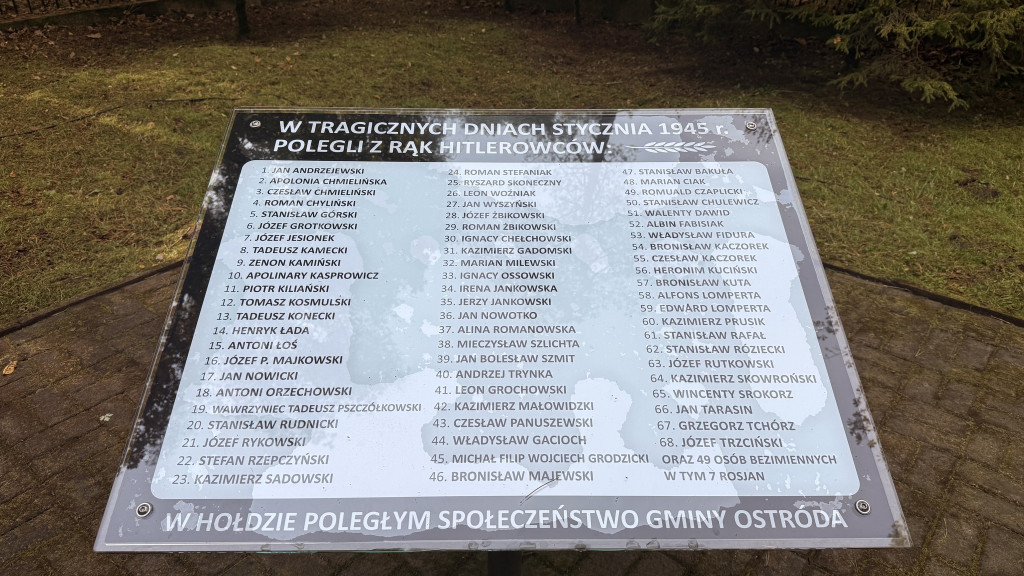 W TRAGICZNYCH DNIACH STYCZNIA 1945 r.
POLEGLI Z RĄK HITLEROWCÓW:
1. JAN ANDRZEJEWSKI
2. APOLONIA CHMIELIŃSKA
3. CZESŁAW CHMIELIŃSKI
4. ROMAN CHYLIŃSKI
5. STANISŁAW GÓRSKI
6. JÓZEF GROTKOWSKI
7. JÓZEF JESIONEK
8. TADEUSZ KAMECKI
9. ZENON KAMIŃSKI
10. APOLINARY KASPROWICZ
11. PIOTR KILIAŃSKI
12. TOMASZ KOSMULSKI
13. TADEUSZ KONECKI
14. HENRYK ŁADA
15. ANTONI ŁOŚ
16. JÓZEF P. MAJKOWSKI
17. JAN NOWICKI
18. ANTONI ORZECHOWSKI
19. WAWRZYNIEC TADEUSZ PSZCZÓŁKOWSKI
20. STANISŁAW RUDNICKI
21. JÓZEF RYKOWSKI
22. STEFAN RZEPCZYŃSKI
23. KAZIMIERZ SADOWSKI
24. ROMAN STEFANIAK
25. RYSZARD SKONECZNY
26. LEON WOŹNIAK
27. JAN WYSZYŃSKI
28. JÓZEF ŻBIKOWSKI
29. ROMAN ŻBIKOWSKI
30. IGNACY CHEŁCHOWSKI
31. KAZIMIERZ GADOMSKI
32. MARIAN MILEWSKI
33. IGNACY OSSOWSKI
34. IRENA JANKOWSKA
35. JERZY JANKOWSKI
36. JAN NOWOTKO
37. ALINA ROMANOWSKA
38. MIECZYSŁAW SZLICHTA
39. JAN BOLESŁAW SZMIT
40. ANDRZEJ TRYNKA
41. LEON GROCHOWSKI
42. KAZIMIERZ MAŁOWIDZKI
43. CZESŁAW PANUSZEWSKI
44. WŁADYSŁAW GACIOCH
45. MICHAŁ FILIP WOJCIECH GRODZICKI
46. BRONISŁAW MAJEWSKI
47. STANISŁAW BAKUŁA
48. MARIAN CIAK
49. ROMUALD CZAPLICKI
50. STANISŁAW CHULEWICZ
51. WALENTY DAWID
52. ALBIN FABISIAK
53. WŁADYSŁAW FIDURA
54. BRONISŁAW KACZOREK
55. CZESŁAW KACZOREK
56. HERONIM KUCIŃSKI
57. BRONISŁAW KUTA
58. ALFONS LOMPERTA
59. EDWARD LOMPERTA
60. KAZIMIERZ PRUSIK
61. STANISŁAW RAFAŁ
62. STANISŁAW RÓZIECKI
63. JÓZEF RUTKOWSKI
64. KAZIMIERZ SKOWROŃSKI
65. WINCENTY SROKORZ
66. JAN TARASIN
67. GRZEGORZ TCHÓRZ
68. JÓZEF TRZCIŃSKI
ORAZ 49 OSÓB BEZIMIENNYCH
W TYM 7 ROSJAN
W HOŁDZIE POLEGŁYM SPOŁECZEŃSTWO GMINY OSTRÓDA